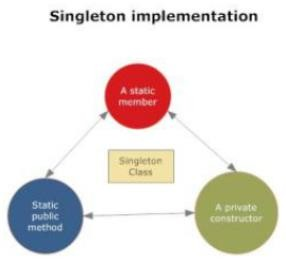 Singleton implementation
A static
member
Singleton
Class
Static
public
method
A private
constructor